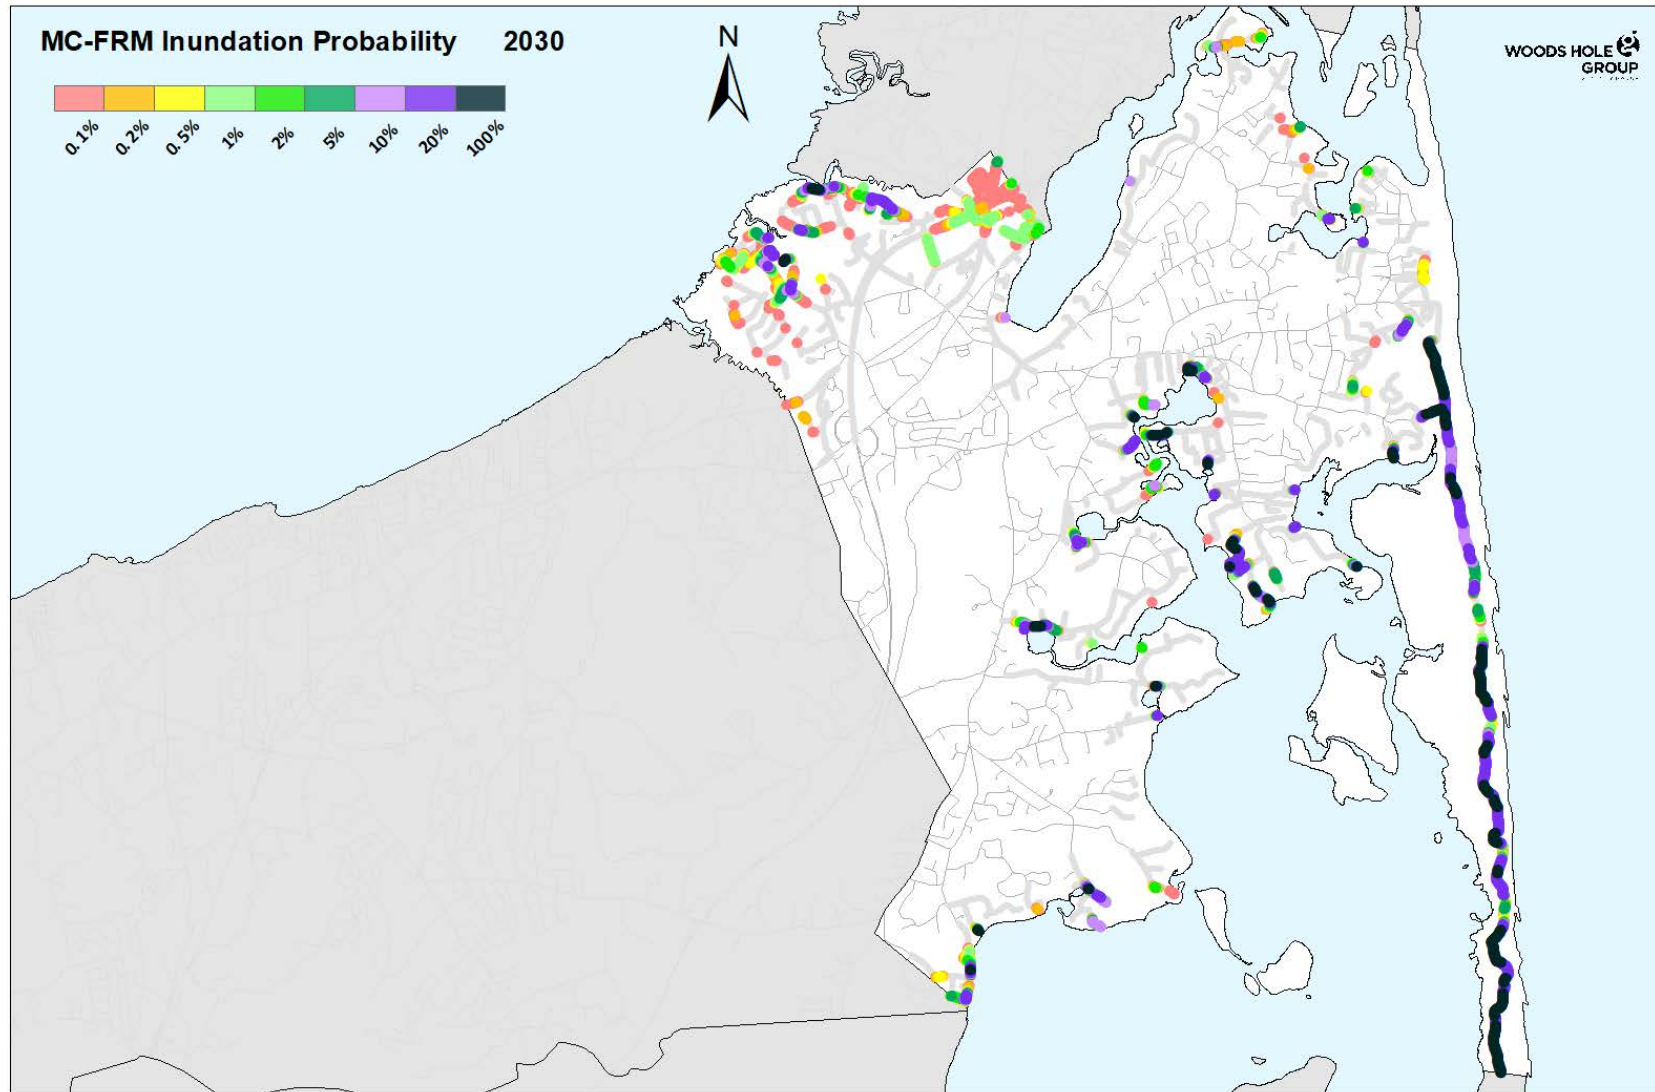 MC-FRM Inundation Probability 2030
0.1% 0.2% 0.5% 1% 2% 5% 10% 20% 100%
N
WOODS HOLE
GROUP